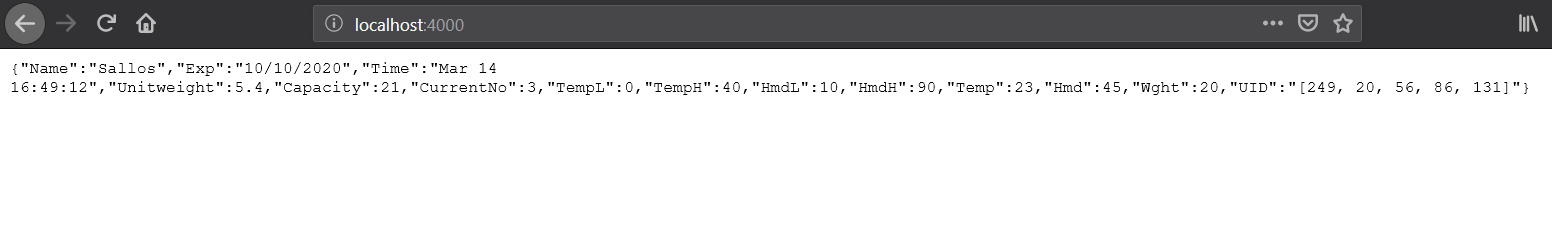 localhost:4000
{"Name":"Sallos","Exp":"10/10/2020","Time":"Mar 14
16:49:12","Unitweight":5.4,"Capacity":21,"CurrentNo":3,"TempL":0,"TempH":40,"HmdL":10,"HmdH":90,"Temp":23,"Hmd":45,"Wght":20,"UID":"[249, 20, 56, 86, 131]"}